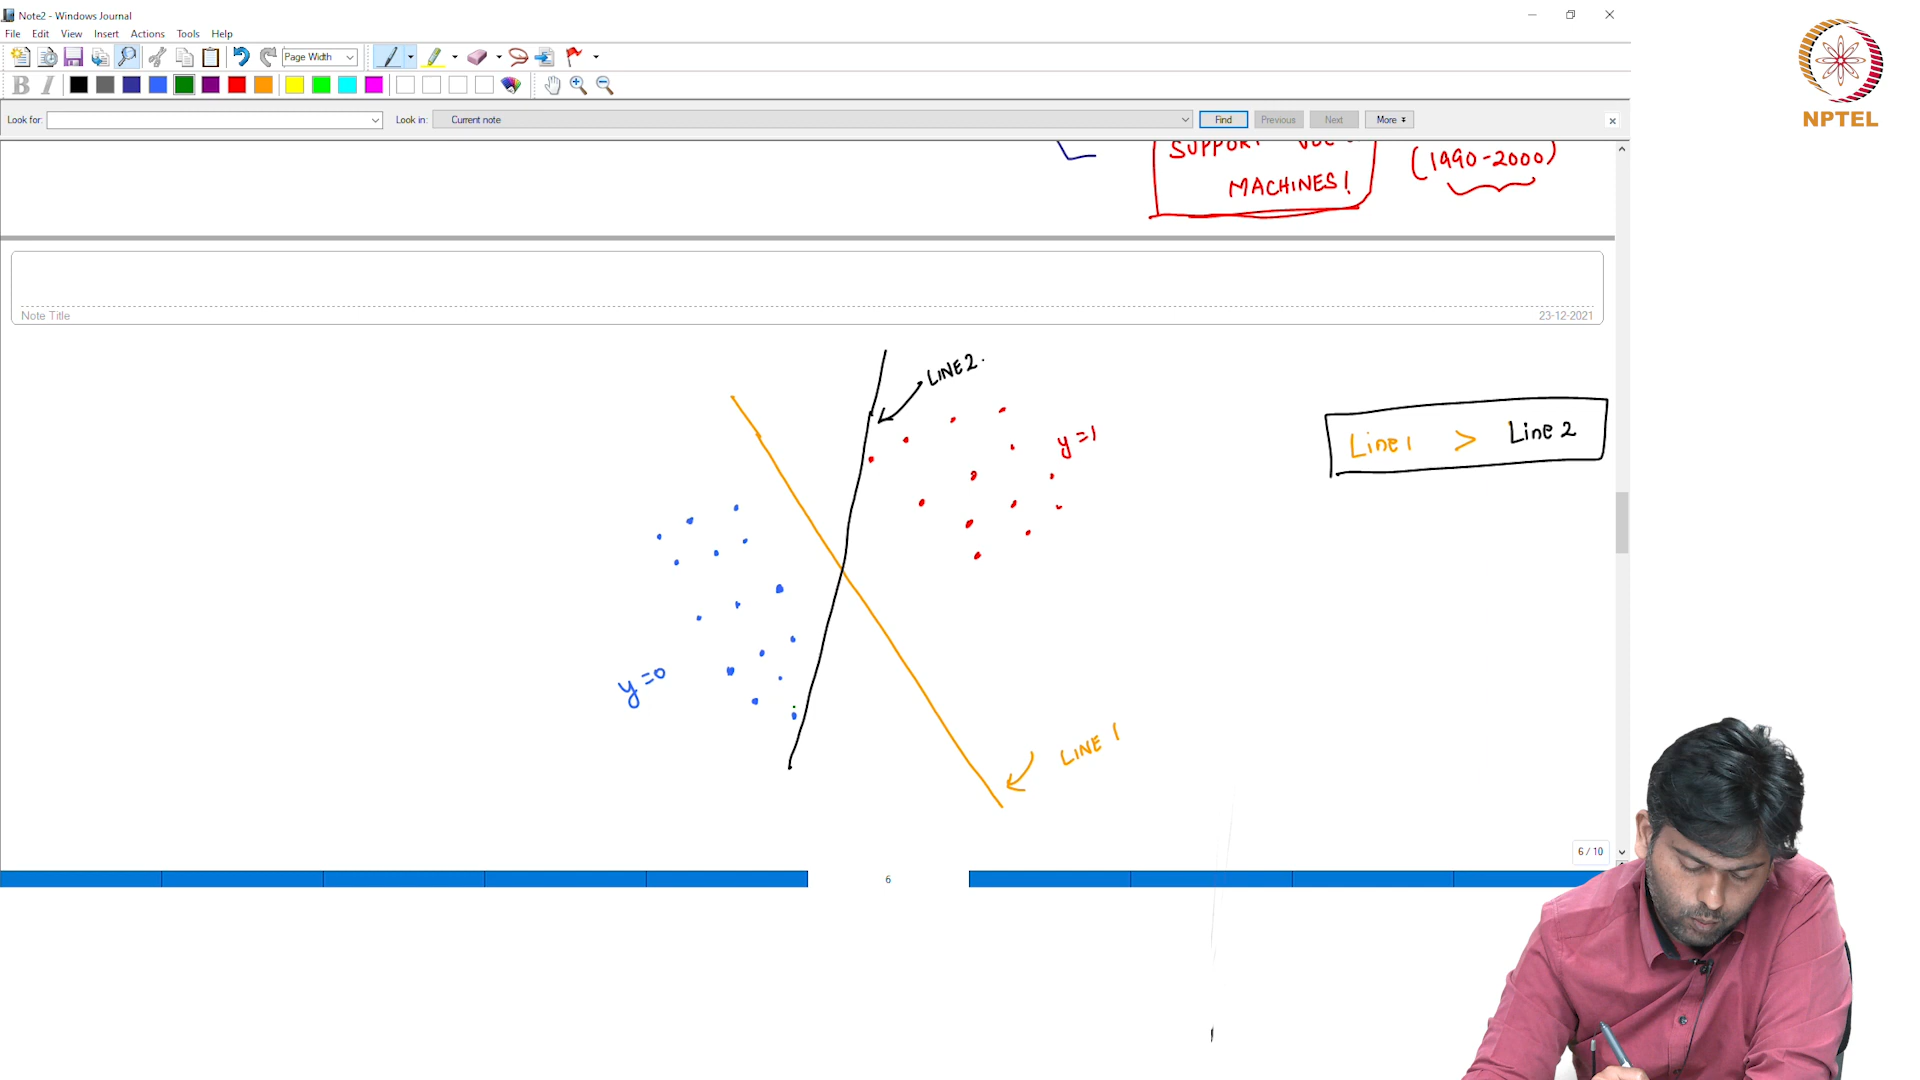 Note2 - Windows Journal
File Edit View Insert Actions Tools Help
Page Width
B I
Look for: Look in: Current note Find Previous Next More
NPTEL
SUPPORT
MACHINES!
(1990-2000)
Note Title
23-12-2021
LINE 2.
y=1
Line 1 > Line 2
y=0
LINE 1
6 / 10
6